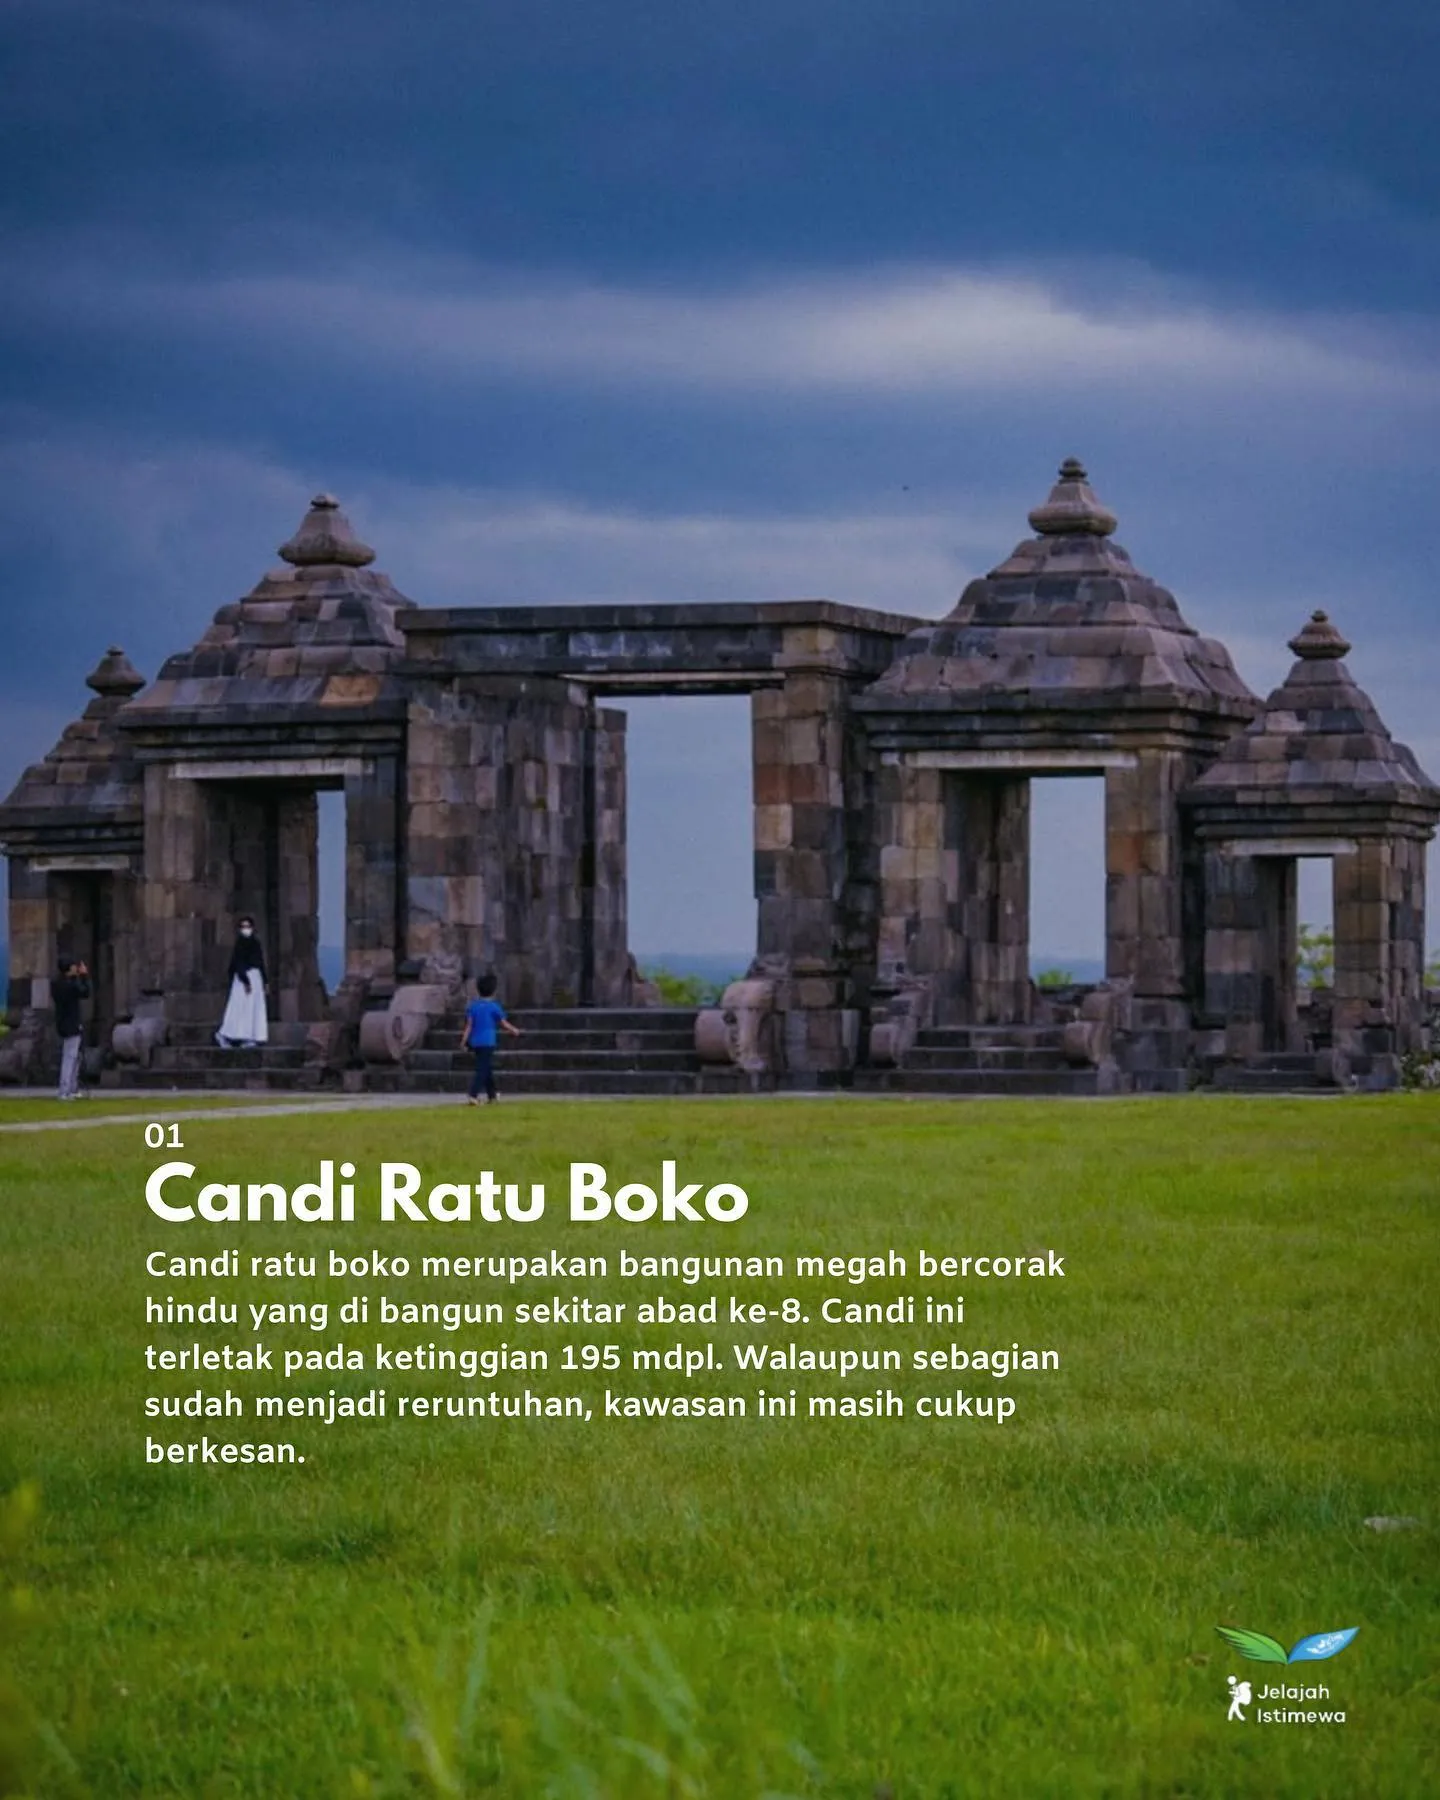 01
Candi Ratu Boko
Candi ratu boko merupakan bangunan megah bercorak
hindu yang di bangun sekitar abad ke-8. Candi ini
terletak pada ketinggian 195 mdpl. Walaupun sebagian
sudah menjadi reruntuhan, kawasan ini masih cukup
berkesan.
Jelajah
Istimewa